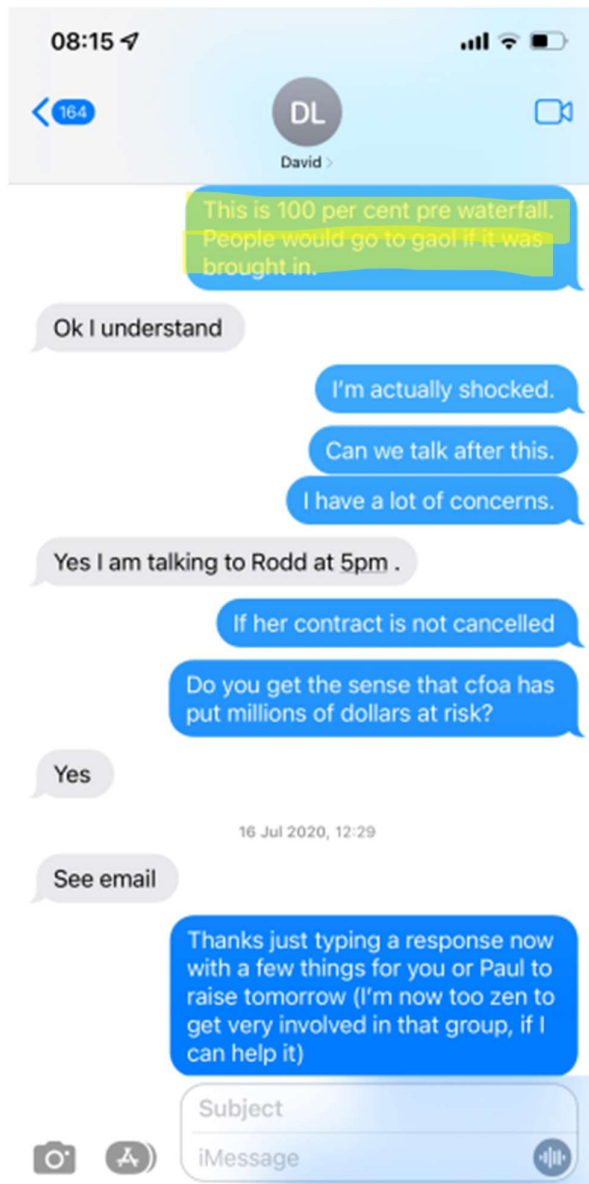 08:15
164
DL
David
This is 100 per cent pre waterfall.
People would go to gaol if it was
brought in.
Ok I understand
I'm actually shocked.
Can we talk after this.
I have a lot of concerns.
Yes I am talking to Rodd at 5pm .
If her contract is not cancelled
Do you get the sense that cfoa has
put millions of dollars at risk?
Yes
16 Jul 2020, 12:29
See email
Thanks just typing a response now
with a few things for you or Paul to
raise tomorrow (I'm now too zen to
get very involved in that group, if I
can help it)
Subject
iMessage